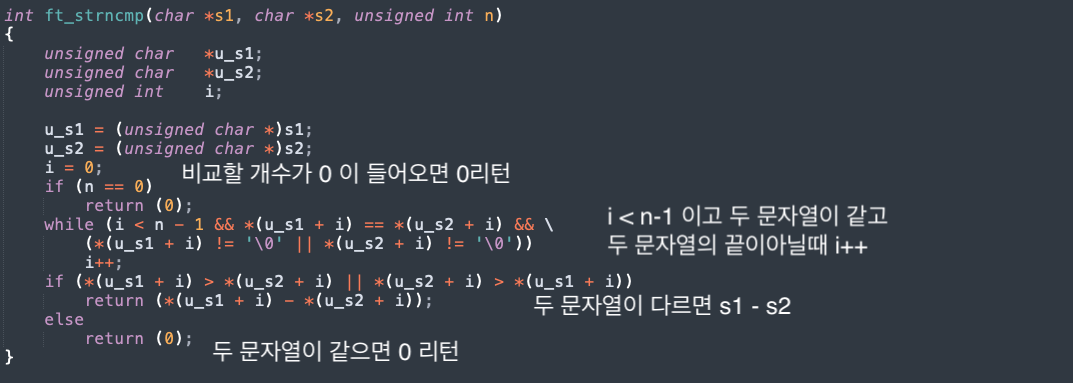 int ft_strncmp(char *s1, char *s2, unsigned int n)
{
    unsigned char   *u_s1;
    unsigned char   *u_s2;
    unsigned int    i;

    u_s1 = (unsigned char *)s1;
    u_s2 = (unsigned char *)s2;
    i = 0;
비교할 개수가 0 이 들어오면 0리턴
    if (n == 0)
        return (0);
    while (i < n - 1 && *(u_s1 + i) == *(u_s2 + i) && \
        (*(u_s1 + i) != '\0' || *(u_s2 + i) != '\0'))
        i++;
i < n-1 이고 두 문자열이 같고
두 문자열의 끝이아닐때 i++
    if (*(u_s1 + i) > *(u_s2 + i) || *(u_s2 + i) > *(u_s1 + i))
        return (*(u_s1 + i) - *(u_s2 + i));
두 문자열이 다르면 s1 - s2
    else
        return (0);
두 문자열이 같으면 0 리턴
}